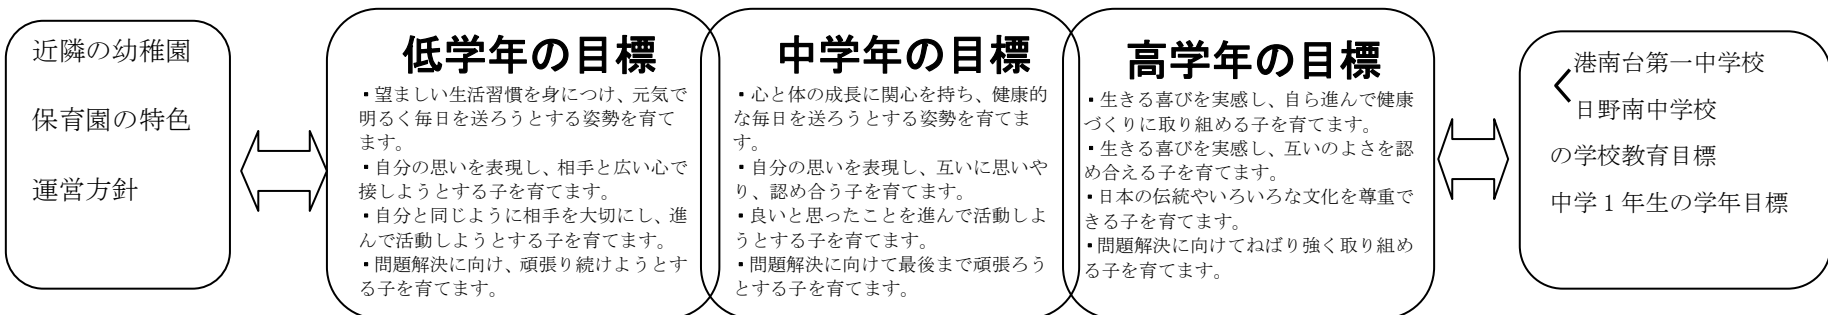 近隣の幼稚園
保育園の特色
運営方針
低学年の目標
▪望ましい生活習慣を身につけ、元気で
明るく毎日を送ろうとする姿勢を育て
ます。
▪自分の思いを表現し、相手と広い心で
接しようとする子を育てます。
▪自分と同じように相手を大切にし、進
んで活動しようとする子を育てます。
▪問題解決に向け、頑張り続けようとす
る子を育てます。
中学年の目標
▪心と体の成長に関心を持ち、健康的
な毎日を送ろうとする姿勢を育てま
す。
▪自分の思いを表現し、互いに思いや
り、認め合う子を育てます。
▪良いと思ったことを進んで活動しよ
うとする子を育てます。
▪問題解決に向けて最後まで頑張ろう
とする子を育てます。
高学年の目標
▪生きる喜びを実感し、自ら進んで健康
づくりに取り組める子を育てます。
▪生きる喜びを実感し、互いのよさを認
め合える子を育てます。
▪日本の伝統やいろいろな文化を尊重で
きる子を育てます。
▪問題解決に向けてねばり強く取り組め
る子を育てます。
港南台第一中学校
日野南中学校
の学校教育目標
中学1年生の学年目標